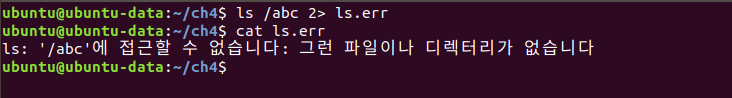 ubuntu@ubuntu-data:~/ch4$ ls /abc 2> ls.err
ubuntu@ubuntu-data:~/ch4$ cat ls.err
ls: '/abc'에 접근할 수 없습니다: 그런 파일이나 디렉터리가 없습니다
ubuntu@ubuntu-data:~/ch4$